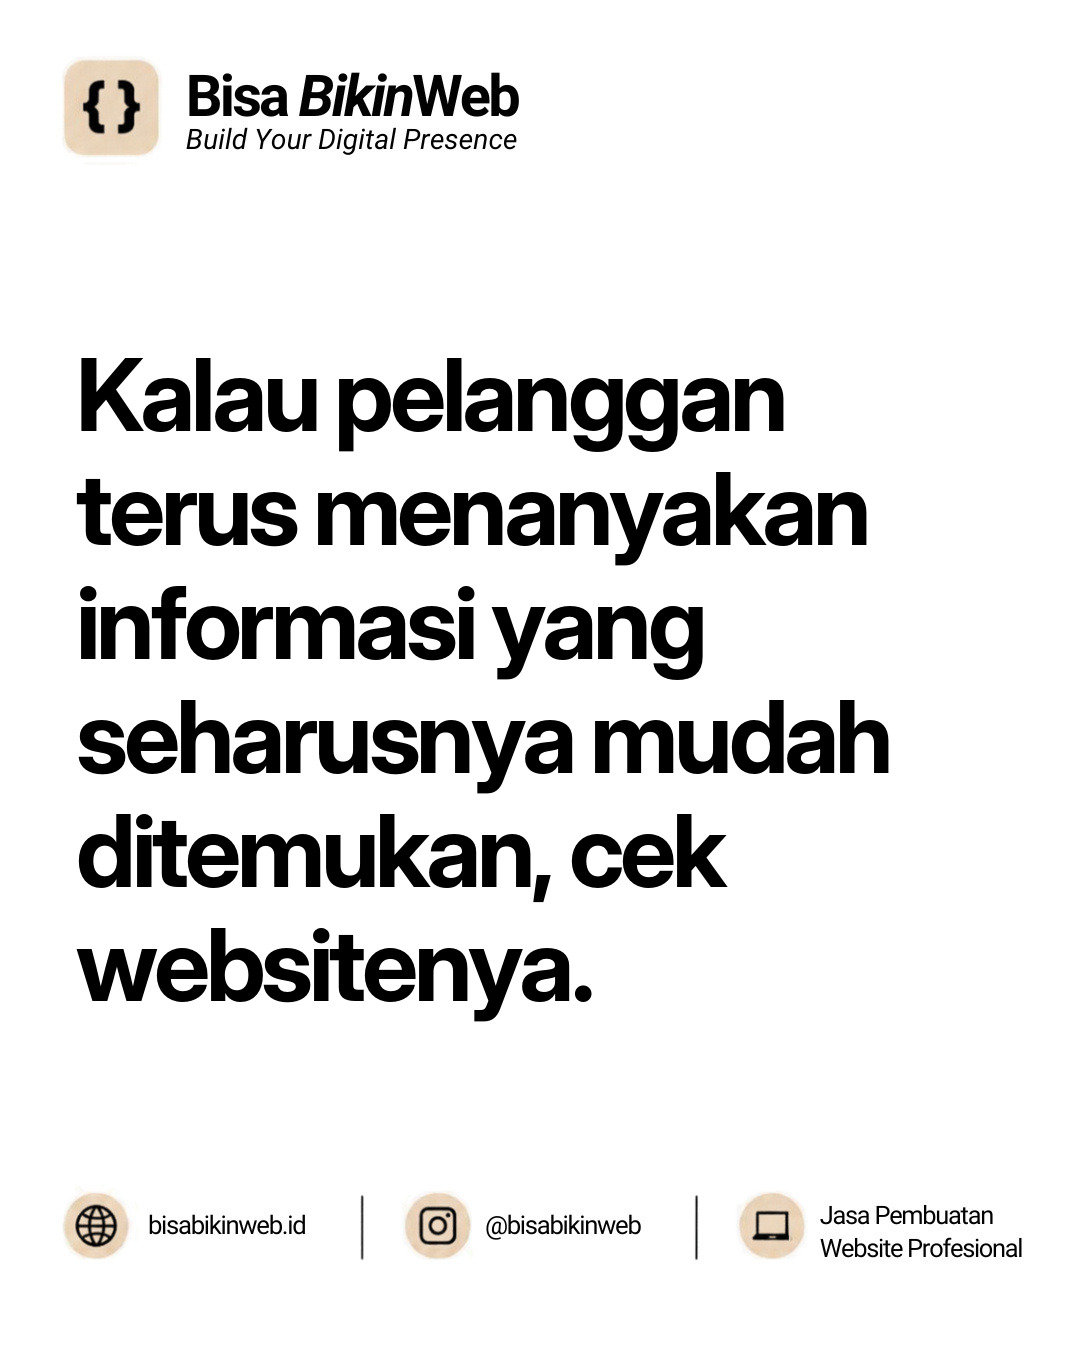 Bisa BikinWeb
Build Your Digital Presence
Kalau pelanggan
terus menanyakan
informasi yang
seharusnya mudah
ditemukan, cek
websitenya.
bisabikinweb.id
@bisabikinweb
Jasa Pembuatan
Website Profesional